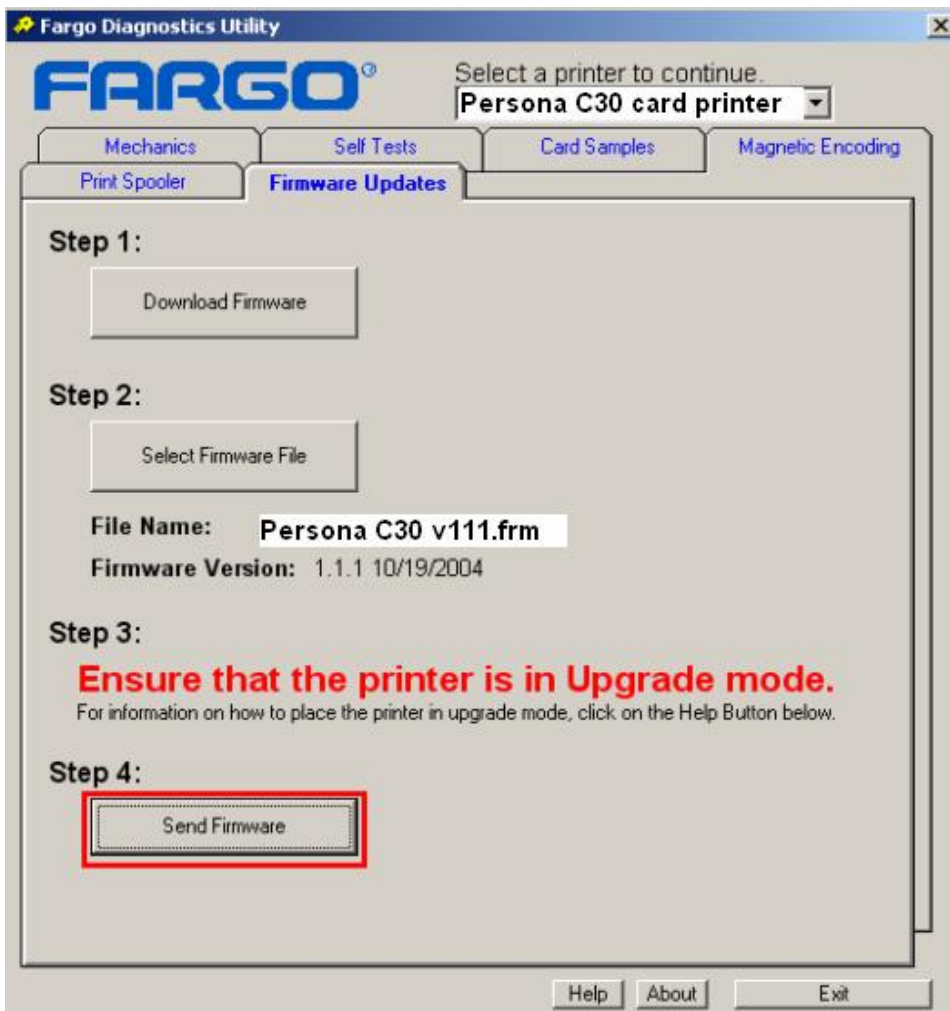 Fargo Diagnostics Utility
FARGO®
Select a printer to continue.
Persona C30 card printer
Mechanics
Self Tests
Card Samples
Magnetic Encoding
Print Spooler
Firmware Updates
Step 1:
Download Firmware
Step 2:
Select Firmware File
File Name: Persona C30 v111.frm
Firmware Version: 1.1.1 10/19/2004
Step 3:
Ensure that the printer is in Upgrade mode.
For information on how to place the printer in upgrade mode, click on the Help Button below.
Step 4:
Send Firmware
Help
About
Exit